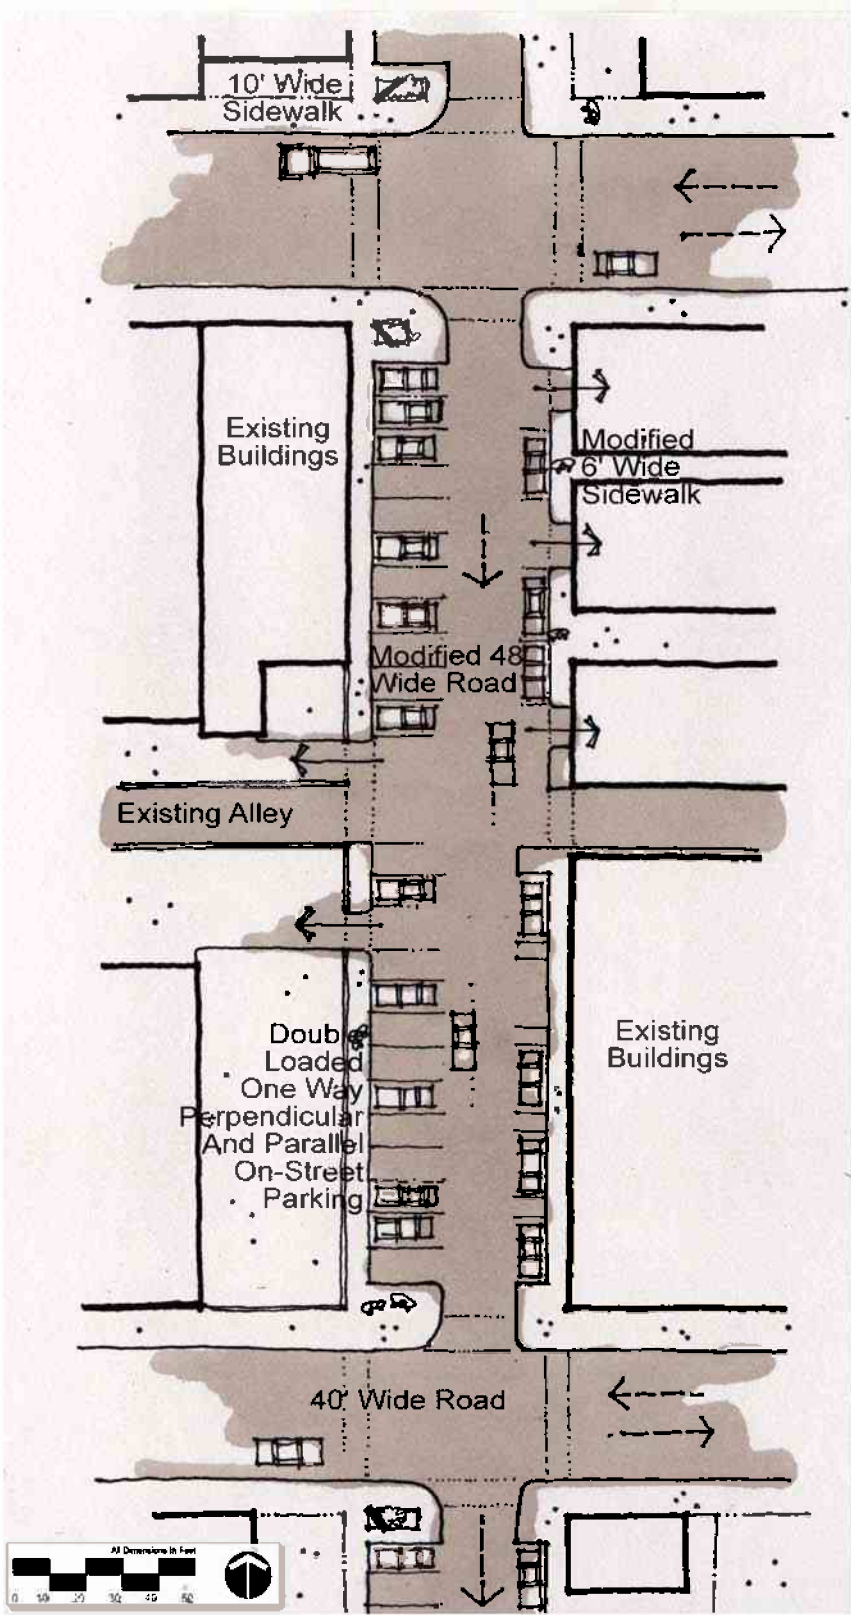 10' Wide
Sidewalk
Existing
Buildings
Modified
6' Wide
Sidewalk
Modified 48
Wide Road
Existing Alley
Doub
Loaded
One Way
Perpendicular
And Parallel
On-Street
Parking
Existing
Buildings
40' Wide Road
All Dimensions In Feet
0 10 20 30 40 50